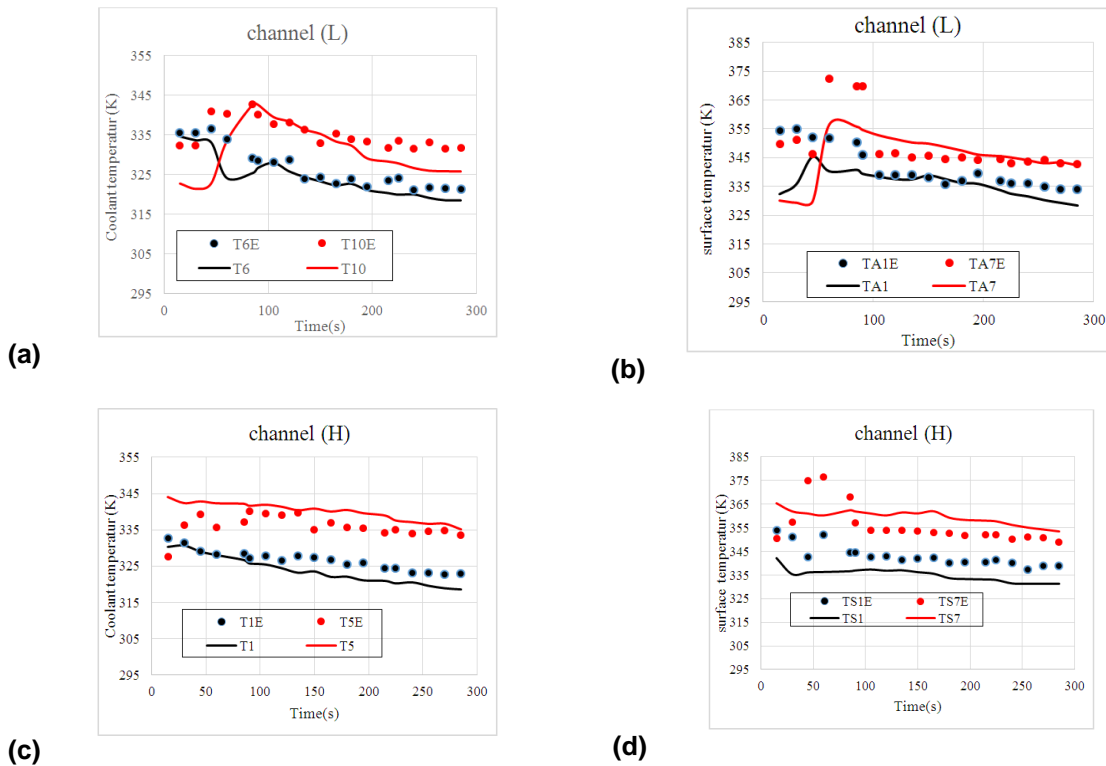 channel (L)
Coolant temperatur (K)
355
345
335
325
315
305
295
0
100
200
300
T6E
T10E
T6
T10
Time(s)
(a)
channel (L)
surface temperatur (K)
385
375
365
355
345
335
325
315
305
295
0
100
200
300
TA1E
TA7E
TA1
TA7
Time(s)
(b)
channel (H)
Coolant temperatur (K)
355
345
335
325
315
305
295
0
50
100
150
200
250
300
T1E
T5E
T1
T5
Time(s)
(c)
channel (H)
surface temperatur (K)
385
375
365
355
345
335
325
315
305
295
0
50
100
150
200
250
300
TS1E
TS7E
TS1
TS7
Time(s)
(d)